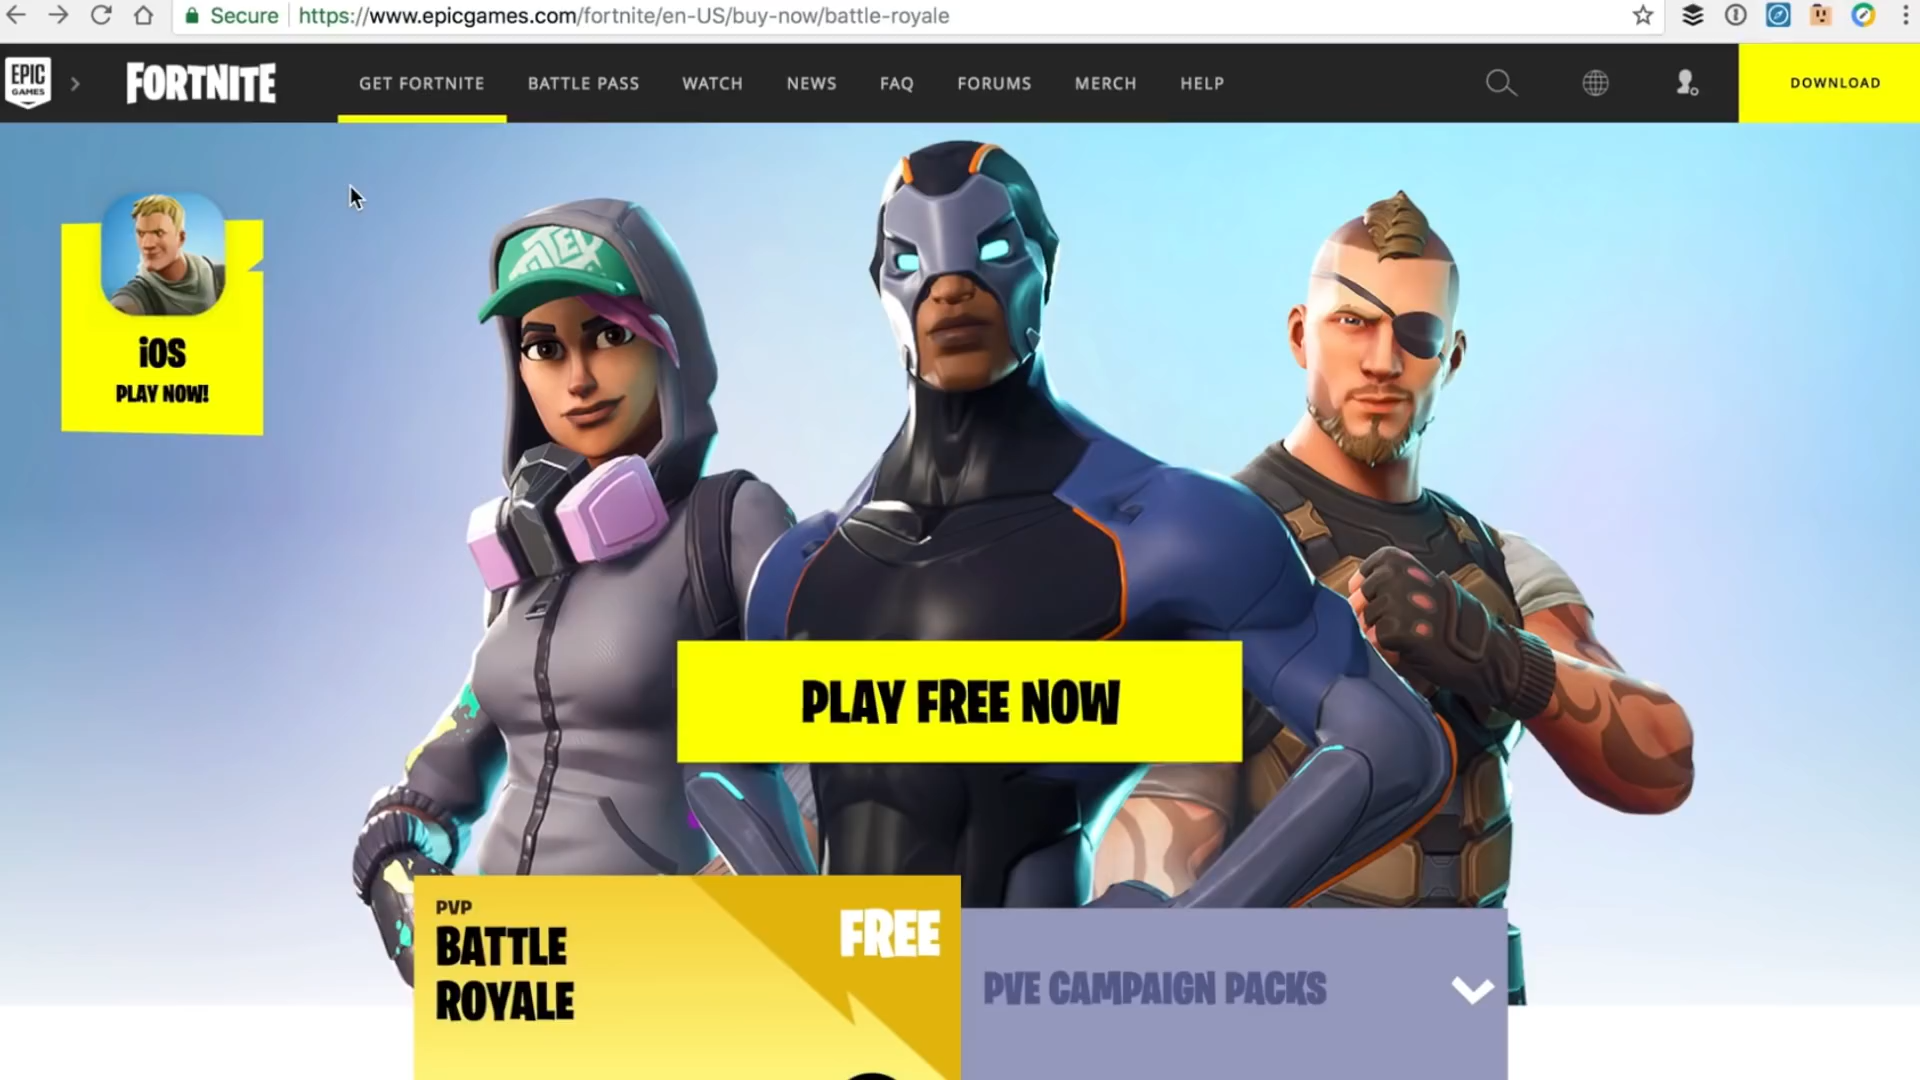 Secure https://www.epicgames.com/fortnite/en-US/buy-now/battle-royale
EPIC
GAMES
FORTNITE
GET FORTNITE
BATTLE PASS
WATCH
NEWS
FAQ
FORUMS
MERCH
HELP
DOWNLOAD
iOS
PLAY NOW!
PLAY FREE NOW
PVP
BATTLE
ROYALE
FREE
PVE CAMPAIGN PACKS